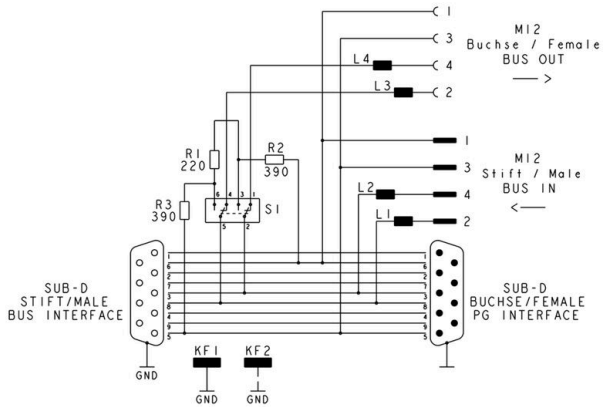 1
M12
Buchse / Female
BUS OUT
3
L4
4
L3
2
1
M12
Stift / Male
BUS IN
3
L2
4
L1
2
R1
220
R2
390
R3
390
6 4 3 1
S1
5 2
1 1
6 6
2 2
7 7
3 3
8 8
4 4
9 9
5 5
SUB-D
STIFT/MALE
BUS INTERFACE
SUB-D
BUCHSE/FEMALE
PG INTERFACE
GND
KF1
GND
KF2
GND